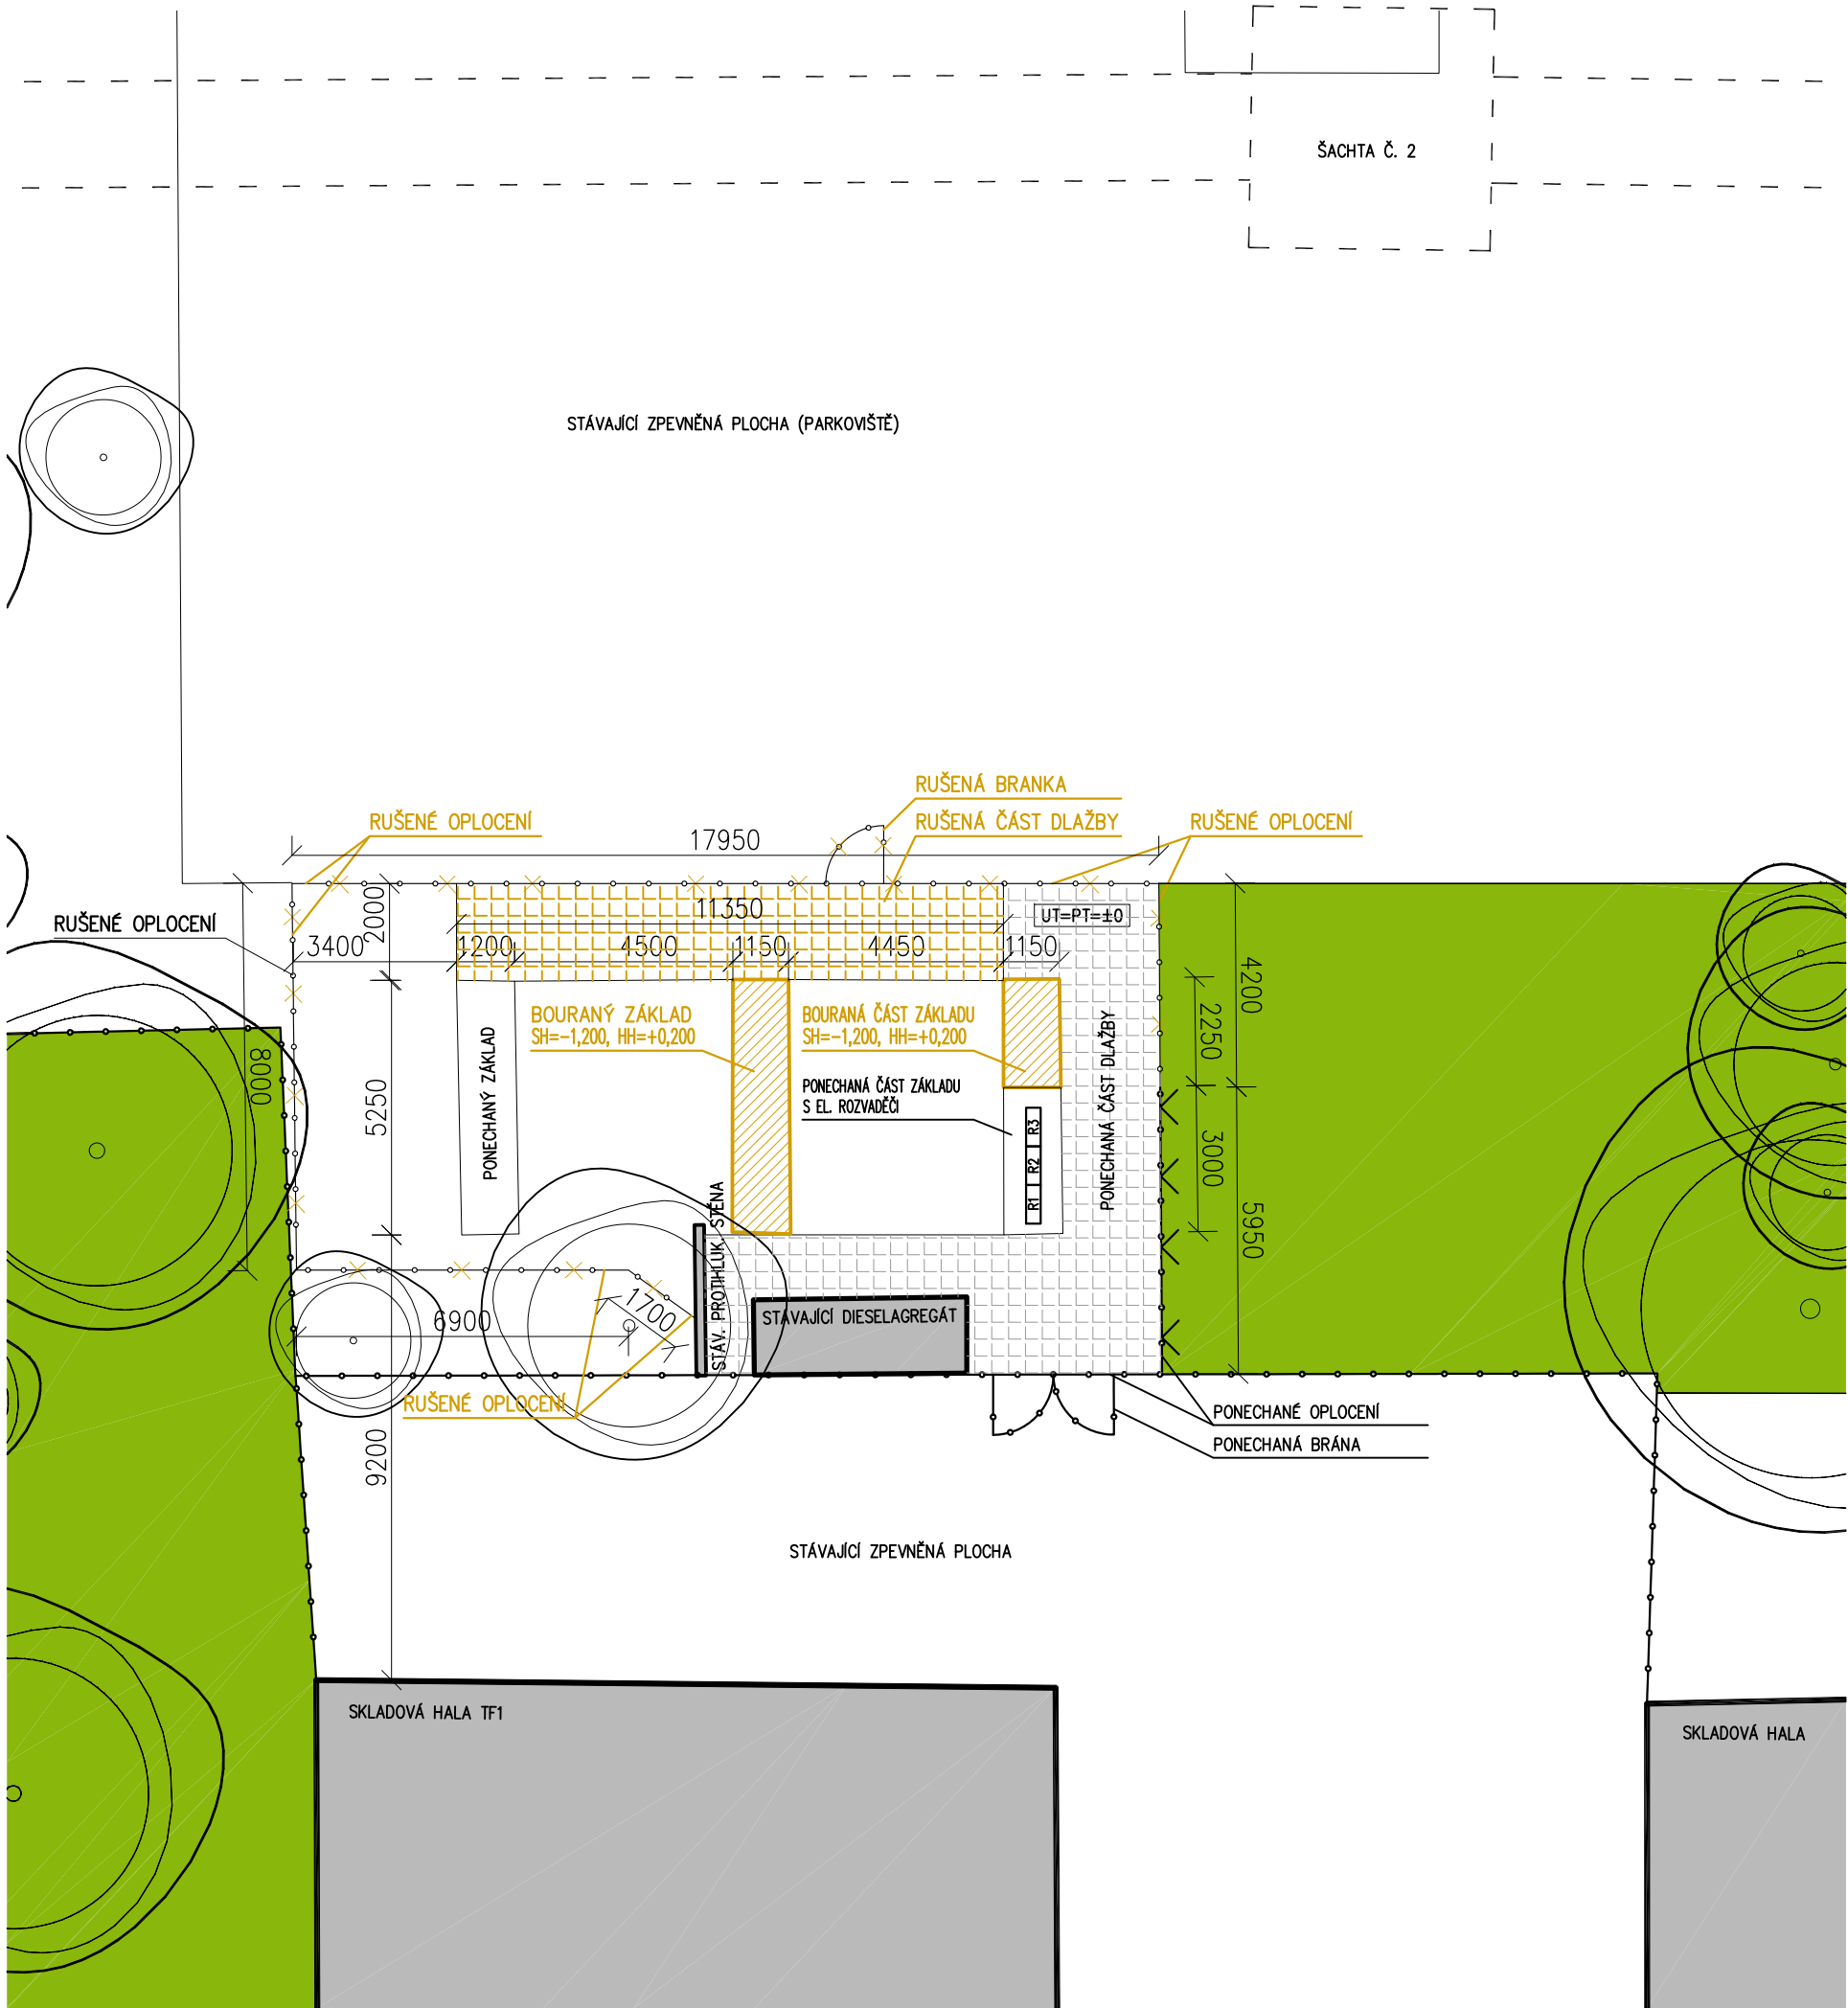 ŠACHTA Č. 2
STÁVAJÍCÍ ZPEVNĚNÁ PLOCHA (PARKOVIŠTĚ)
RUŠENÁ BRANKA
RUŠENÉ OPLOCENÍ
RUŠENÁ ČÁST DLAŽBY
RUŠENÉ OPLOCENÍ
17950
RUŠENÉ OPLOCENÍ
2000
11350
UT=PT=±0
3400
1200
4500
1150
4450
1150
4200
BOURANÝ ZÁKLAD
SH=-1,200, HH=+0,200
BOURANÁ ČÁST ZÁKLADU
SH=-1,200, HH=+0,200
2250
8000
5250
PONECHANÝ ZÁKLAD
PONECHANÁ ČÁST ZÁKLADU
S EL. ROZVADĚČI
R1 R2 R3
PONECHANÁ ČÁST DLAŽBY
3000
5950
STÁV. PROTIHLUK. STĚNA
1700
6900
STÁVAJÍCÍ DIESELAGREGÁT
RUŠENÉ OPLOCENÍ
PONECHANÉ OPLOCENÍ
PONECHANÁ BRÁNA
9200
STÁVAJÍCÍ ZPEVNĚNÁ PLOCHA
SKLADOVÁ HALA TF1
SKLADOVÁ HALA